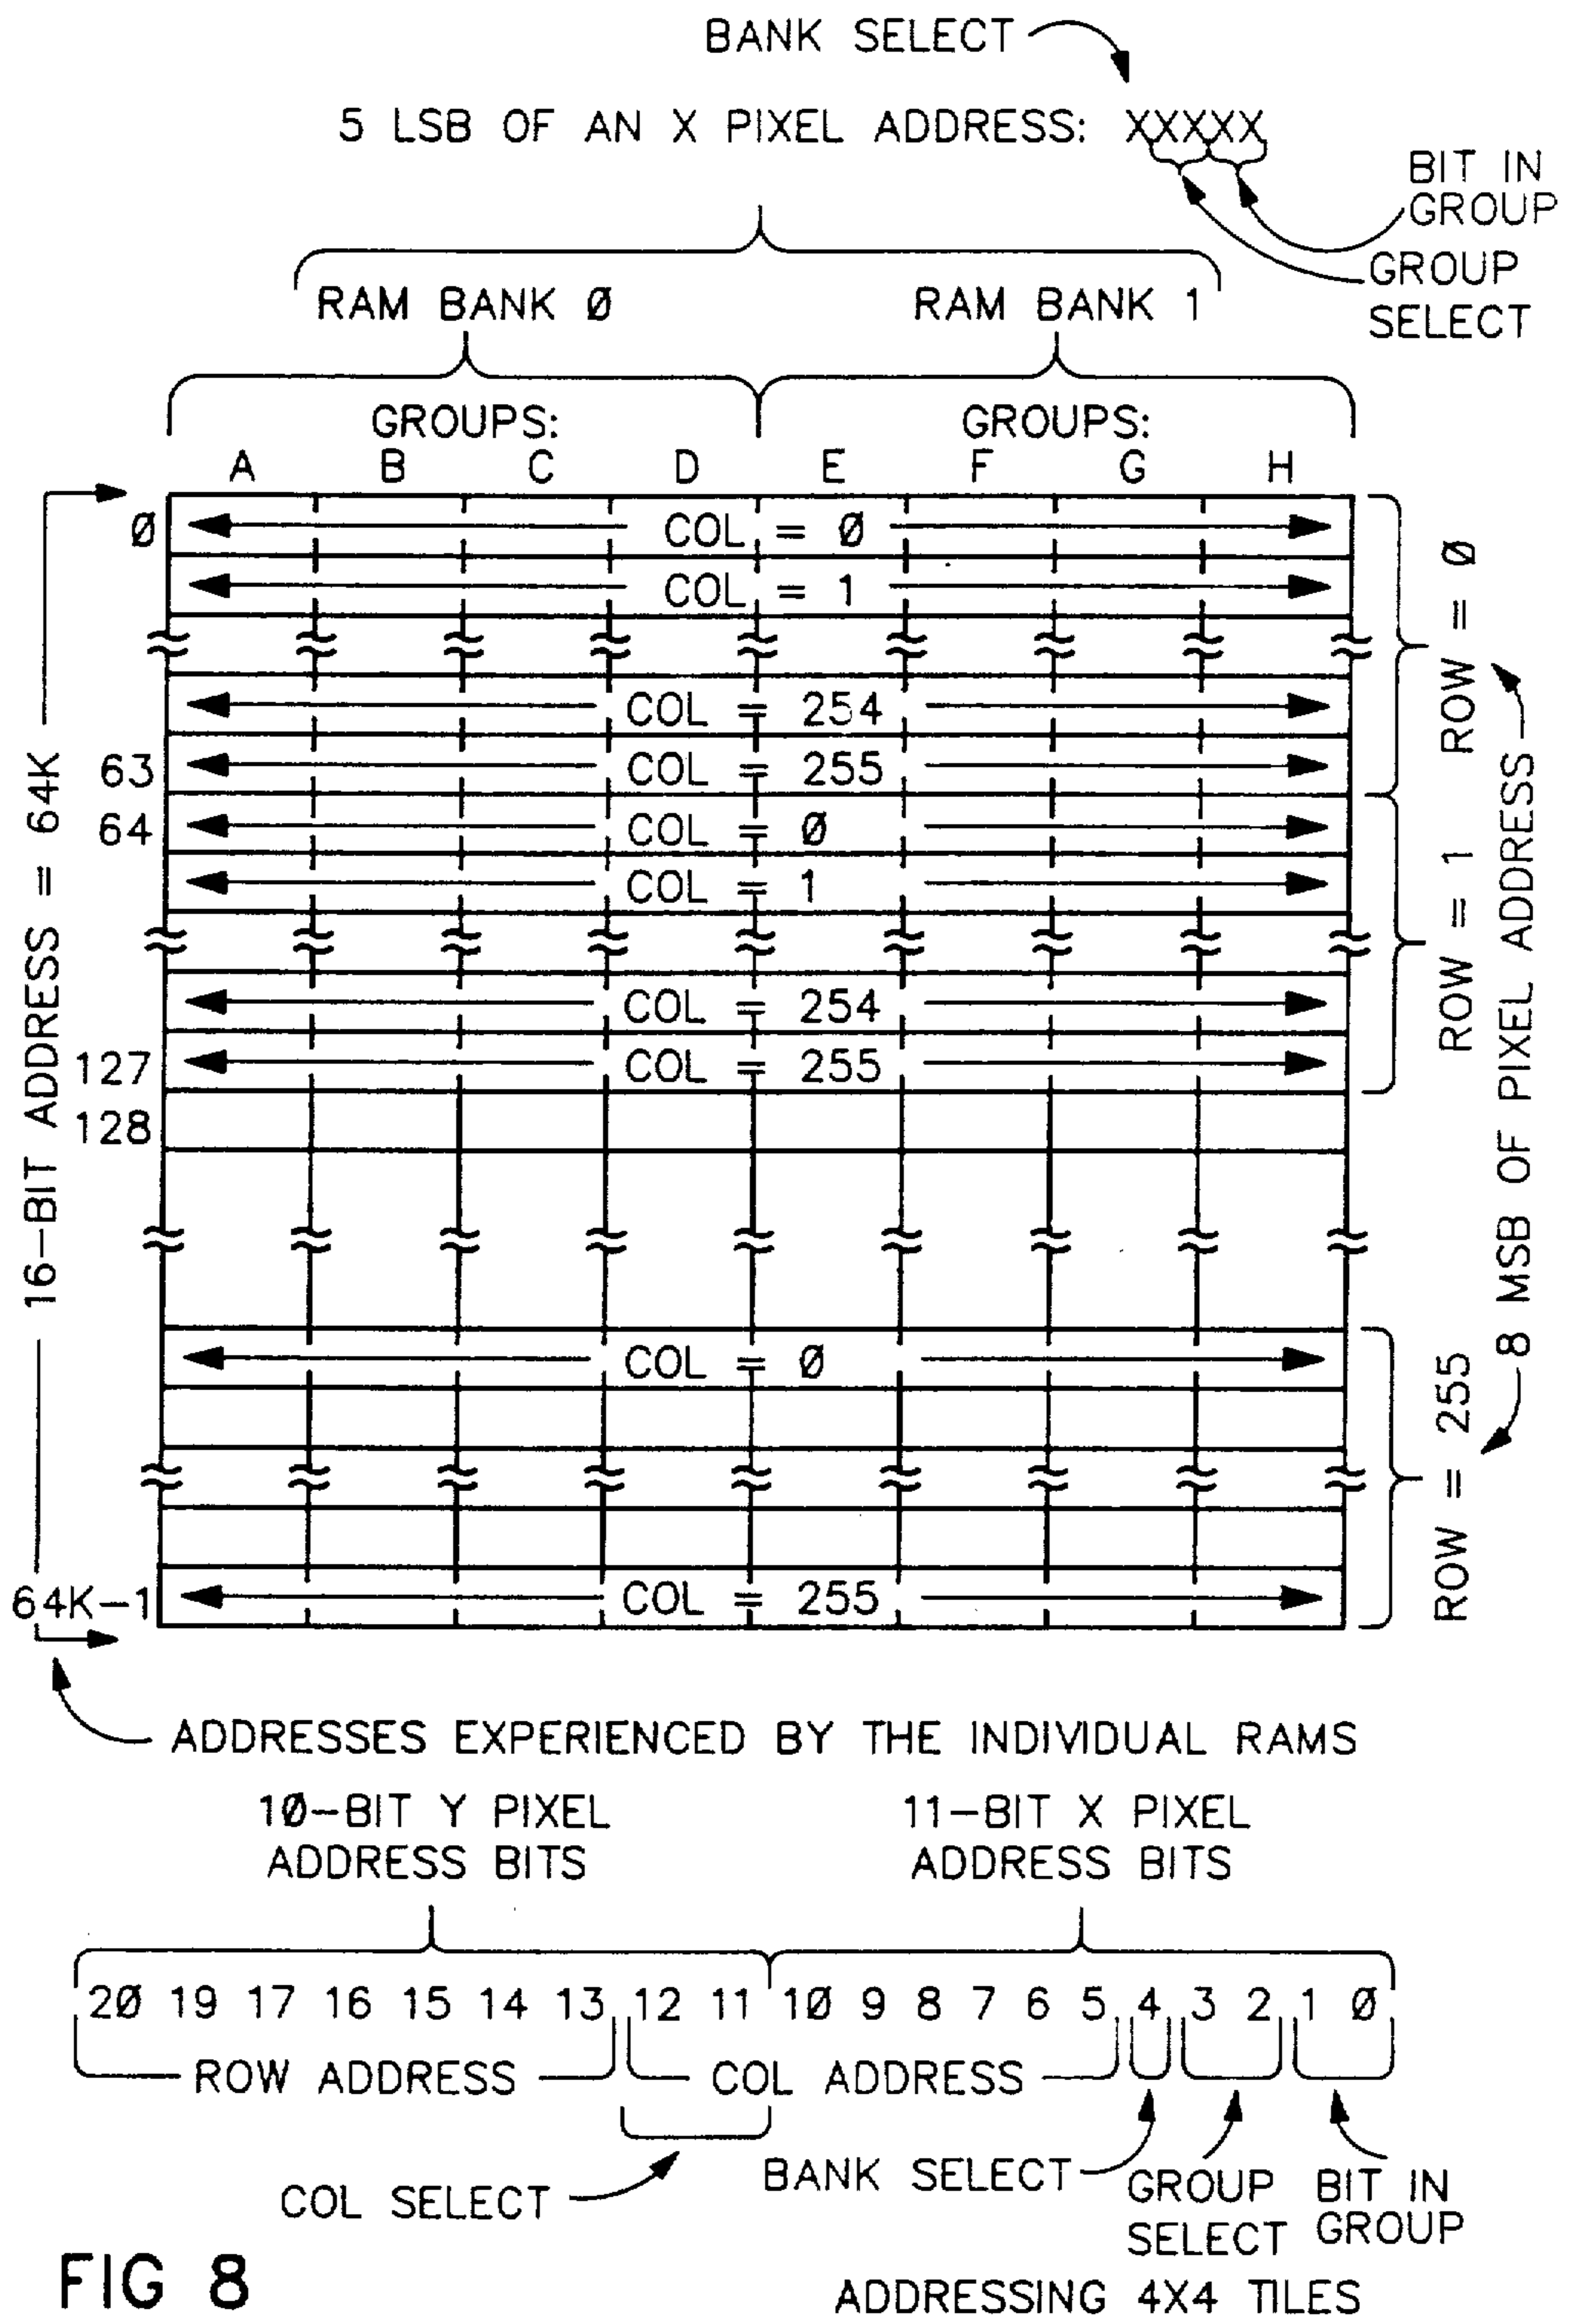 BANK SELECT
5 LSB OF AN X PIXEL ADDRESS: XXXXX
BIT IN
GROUP
GROUP
SELECT
RAM BANK Ø
RAM BANK 1
GROUPS:
GROUPS:
A B C D E F G H
Ø
COL = Ø
COL = 1
COL = 254
63
COL = 255
64
COL = Ø
COL = 1
COL = 254
127
COL = 255
128
COL = Ø
64K-1
COL = 255
16-BIT ADDRESS = 64K
ROW = Ø
ROW = 1
ROW = 255
8 MSB OF PIXEL ADDRESS
ADDRESSES EXPERIENCED BY THE INDIVIDUAL RAMS
1Ø-BIT Y PIXEL
ADDRESS BITS
11-BIT X PIXEL
ADDRESS BITS
2Ø 19 17 16 15 14 13 12 11 1Ø 9 8 7 6 5 4 3 2 1 Ø
ROW ADDRESS
COL ADDRESS
COL SELECT
BANK SELECT
GROUP
SELECT
BIT IN
GROUP
FIG 8
ADDRESSING 4X4 TILES